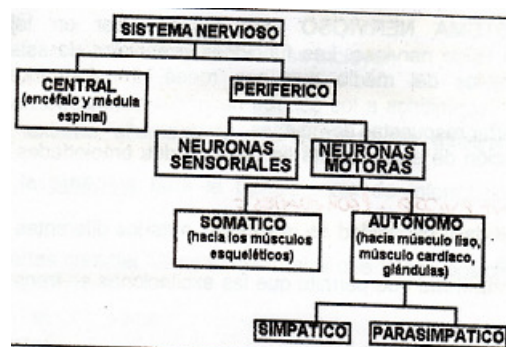 SISTEMA NERVIOSO
CENTRAL
(encéfalo y médula
espinal)
PERIFERICO
NEURONAS
SENSORIALES
NEURONAS
MOTORAS
SOMATICO
(hacia los músculos
esqueléticos)
AUTONOMO
(hacia músculo liso,
músculo cardíaco,
glándulas)
SIMPATICO
PARASIMPATICO